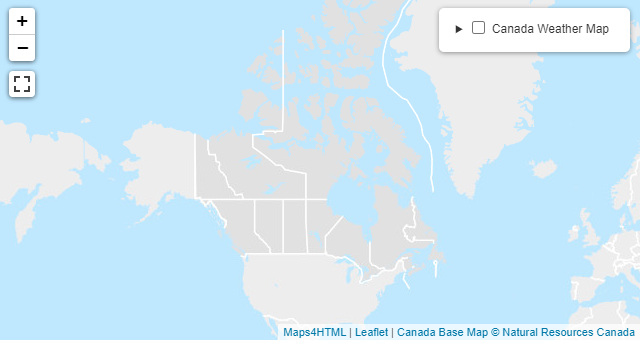 +
−
Canada Weather Map
Maps4HTML | Leaflet | Canada Base Map © Natural Resources Canada